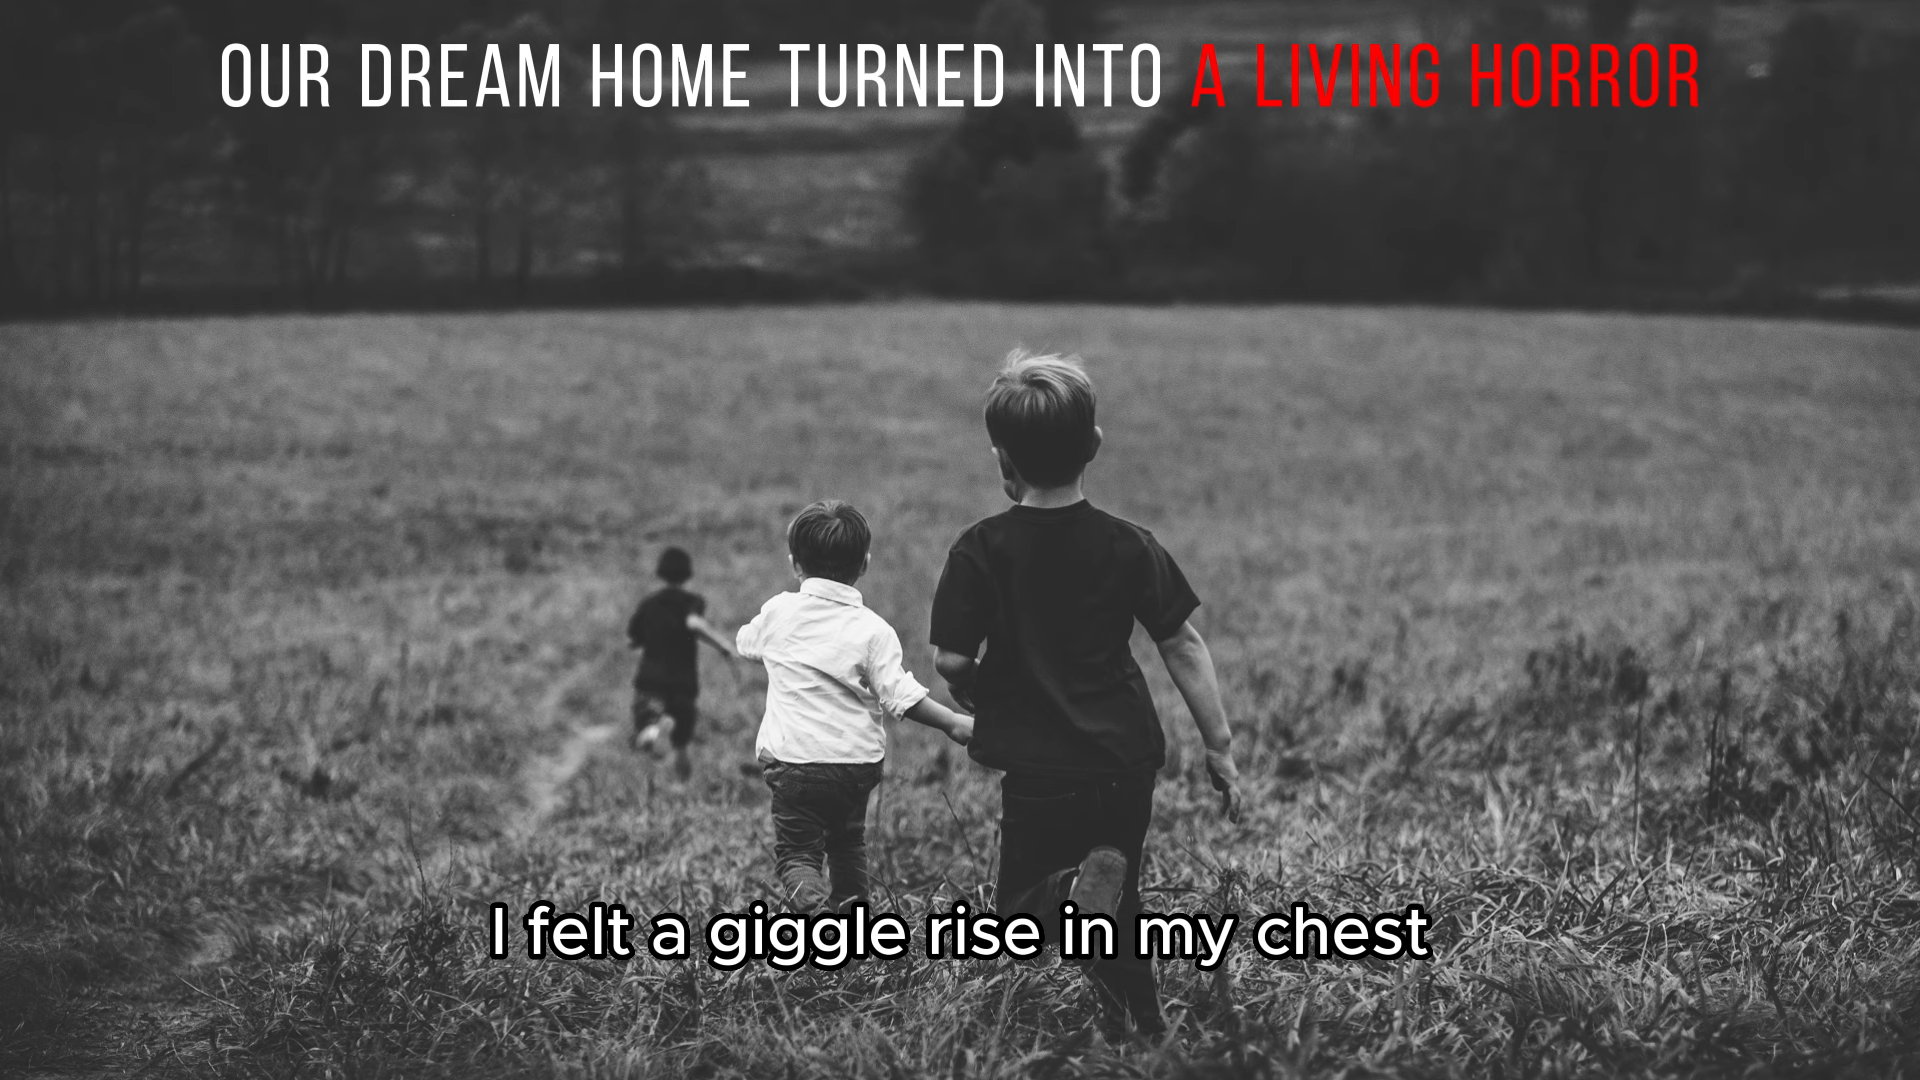 OUR DREAM HOME TURNED INTO A LIVING HORROR
I felt a giggle rise in my chest